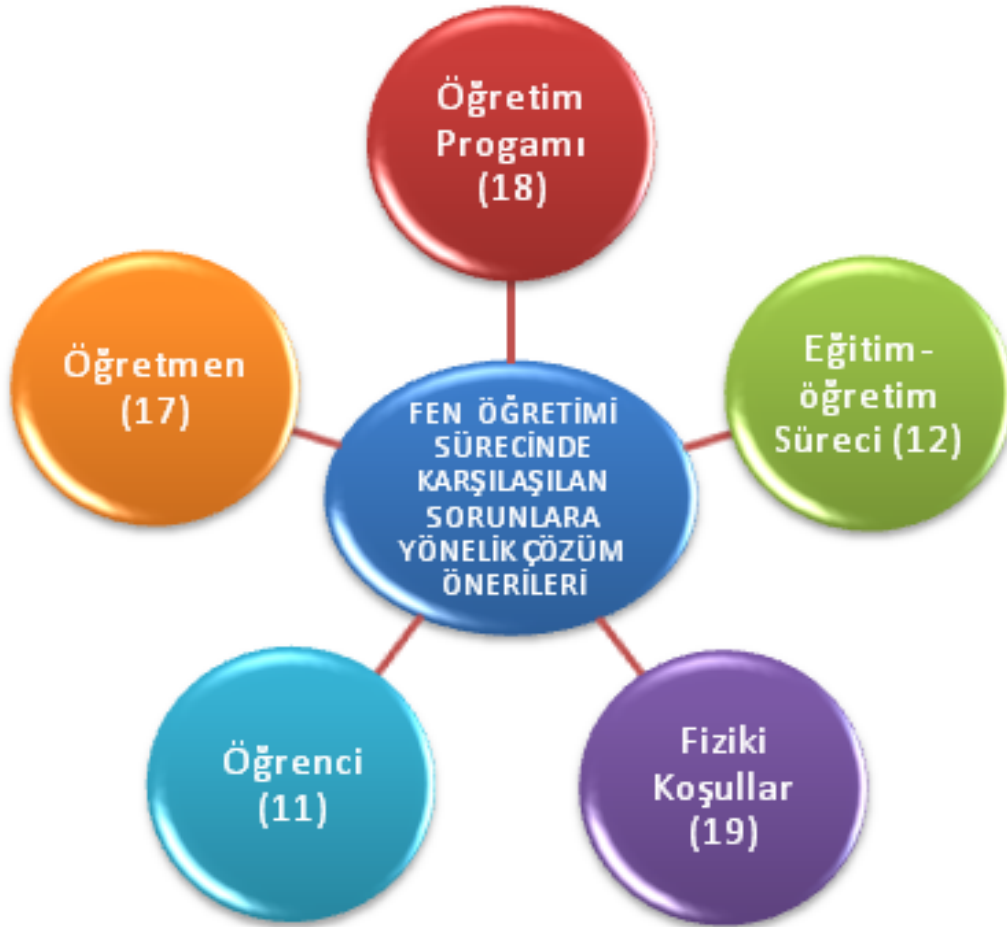 Öğretim
Progamı
(18)
Eğitim-
öğretim
Süreci (12)
Öğretmen
(17)
FEN ÖĞRETİMİ
SÜRECİNDE
KARŞILAŞILAN
SORUNLARA
YÖNELİK ÇÖZÜM
ÖNERİLERİ
Öğrenci
(11)
Fiziki
Koşullar
(19)